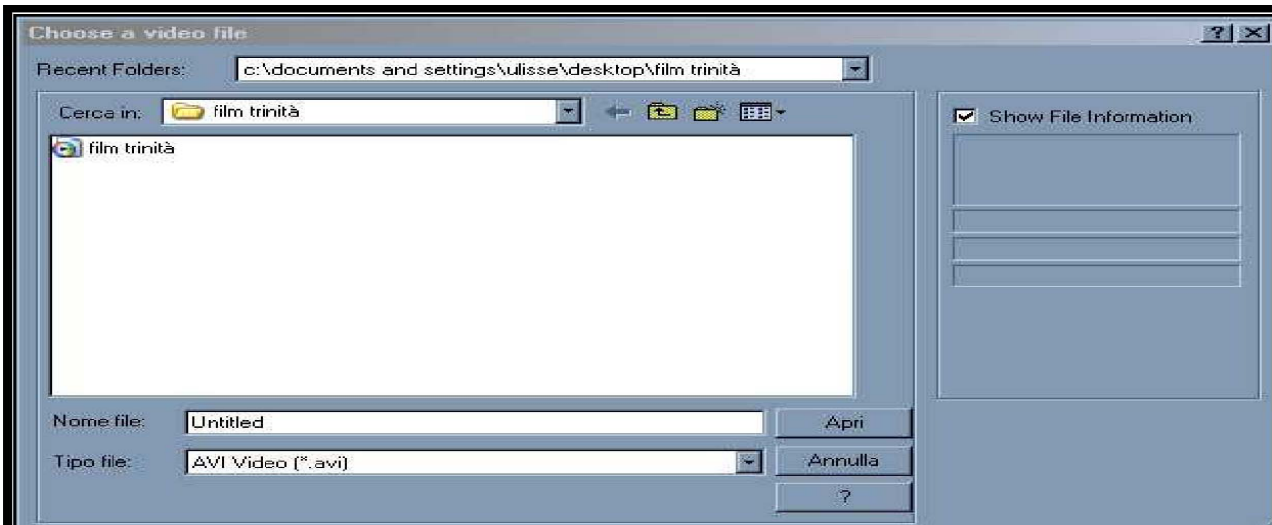 Choose a video file
Recent Folders: c:\documents and settings\ulisse\desktop\film trinità
Cerca in: film trinità
Show File Information
film trinità
Nome file: Untitled
Apri
Tipo file: AVI Video (*.avi)
Annulla
?